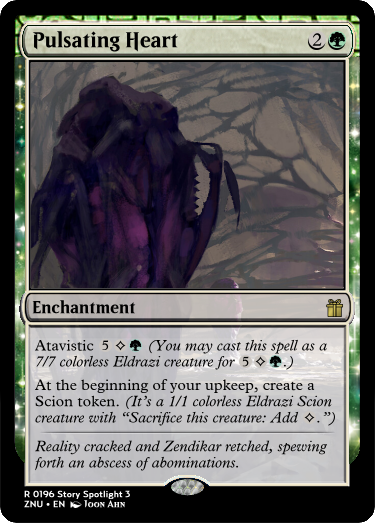 Pulsating Heart 2
Enchantment
Atavistic 5 (You may cast this spell as a
7/7 colorless Eldrazi creature for 5 .)
At the beginning of your upkeep, create a
Scion token. (It's a 1/1 colorless Eldrazi Scion
creature with “Sacrifice this creature: Add .”)
Reality cracked and Zendikar retched, spewing
forth an abscess of abominations.
R 0196 Story Spotlight 3
ZNU • EN Joon Ahn